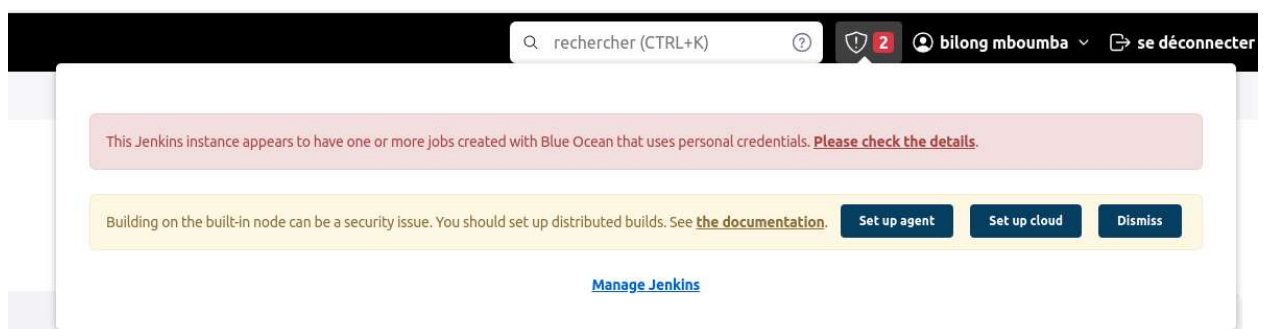 rechercher (CTRL+K) 2 bilong mboumba se déconnecter
This Jenkins instance appears to have one or more jobs created with Blue Ocean that uses personal credentials. Please check the details.
Building on the built-in node can be a security issue. You should set up distributed builds. See the documentation. Set up agent Set up cloud Dismiss
Manage Jenkins